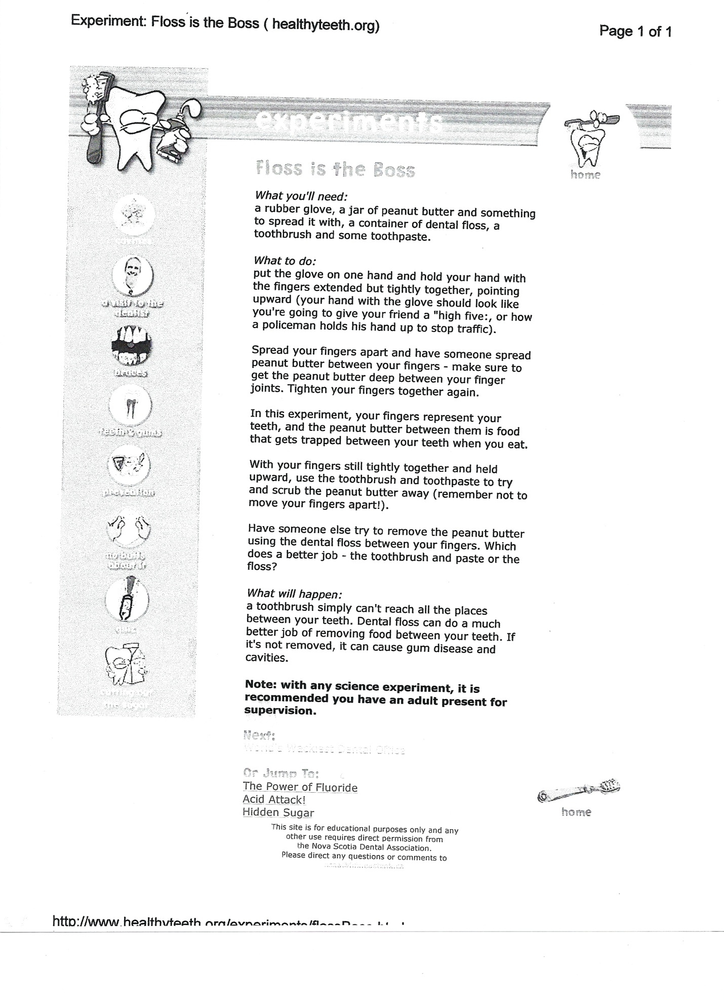 Experiment: Floss is the Boss ( healthyteeth.org)
Page 1 of 1
experiments
home
Floss is the Boss
What you'll need:
a rubber glove, a jar of peanut butter and something
to spread it with, a container of dental floss, a
toothbrush and some toothpaste.
What to do:
put the glove on one hand and hold your hand with
the fingers extended but tightly together, pointing
upward (your hand with the glove should look like
you're going to give your friend a "high five:, or how
a policeman holds his hand up to stop traffic).
Spread your fingers apart and have someone spread
peanut butter between your fingers - make sure to
get the peanut butter deep between your finger
joints. Tighten your fingers together again.
In this experiment, your fingers represent your
teeth, and the peanut butter between them is food
that gets trapped between your teeth when you eat.
With your fingers still tightly together and held
upward, use the toothbrush and toothpaste to try
and scrub the peanut butter away (remember not to
move your fingers apart!).
Have someone else try to remove the peanut butter
using the dental floss between your fingers. Which
does a better job - the toothbrush and paste or the
floss?
What will happen:
a toothbrush simply can't reach all the places
between your teeth. Dental floss can do a much
better job of removing food between your teeth. If
it's not removed, it can cause gum disease and
cavities.
Note: with any science experiment, it is
recommended you have an adult present for
supervision.
Next:
World's Wackiest Dental Office
Or Jump To:
The Power of Fluoride
Acid Attack!
Hidden Sugar
home
This site is for educational purposes only and any
other use requires direct permission from
the Nova Scotia Dental Association.
Please direct any questions or comments to
a visit to the
dentist
braces
teeth & gums
prevention
no butts
about it
cutting out
the sugar
http://www.healthyteeth.org/experiments/flossBoss.html